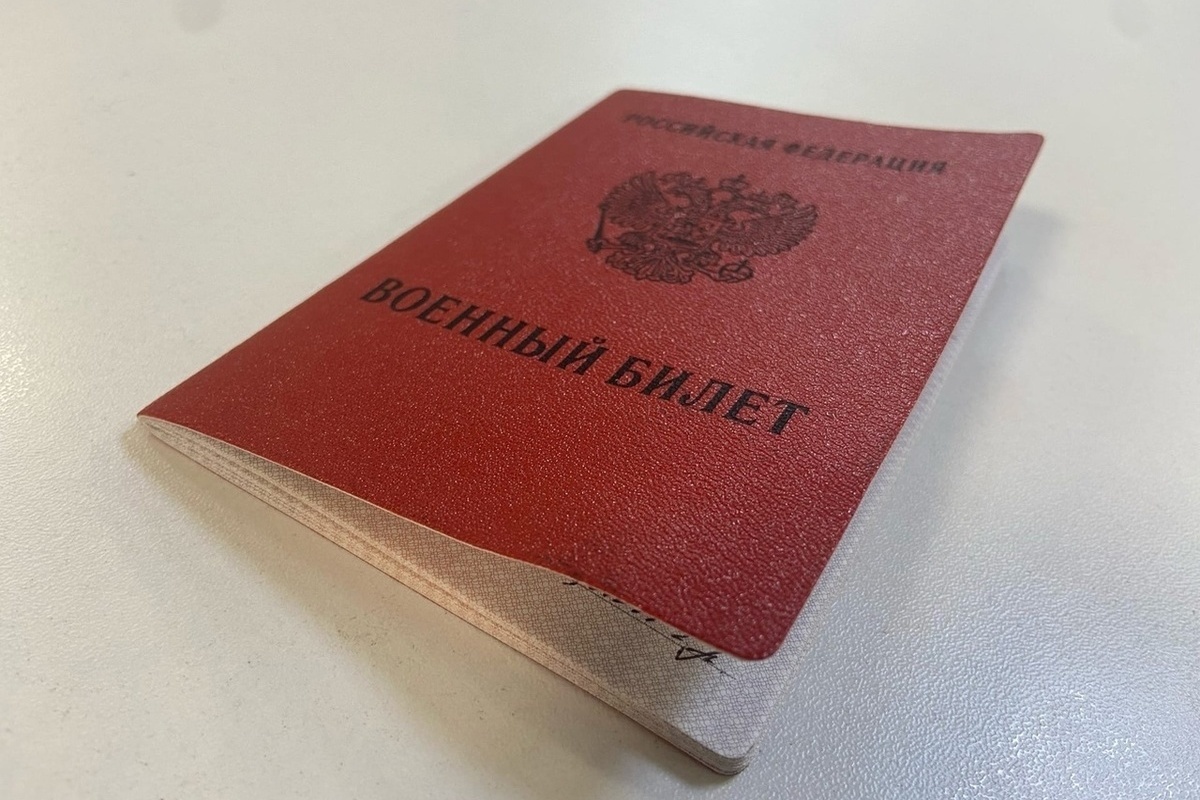 РОССИЙСКАЯ ФЕДЕРАЦИЯ
ВОЕННЫЙ БИЛЕТ